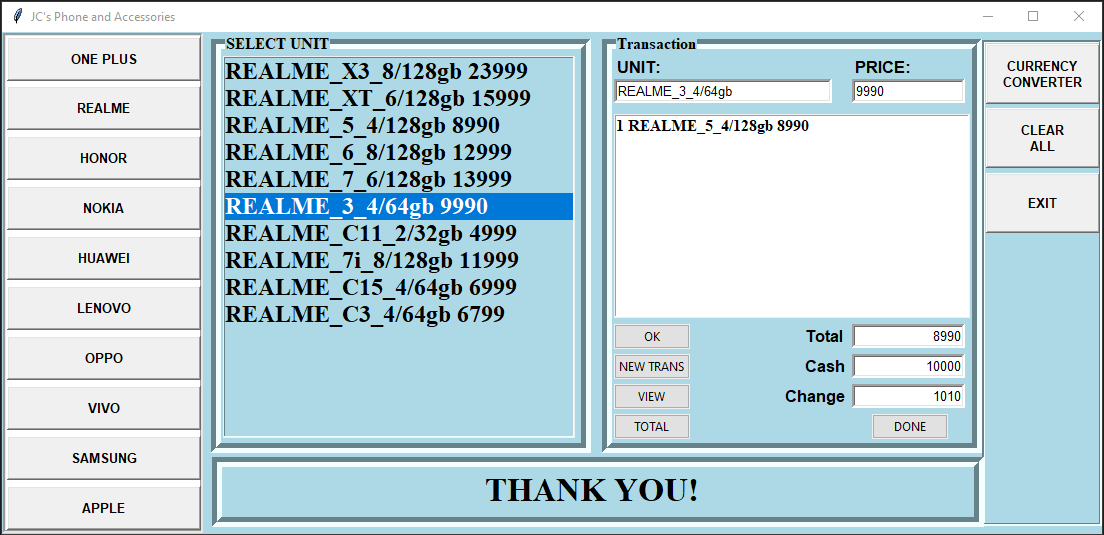 JC's Phone and Accessories
ONE PLUS
REALME
HONOR
NOKIA
HUAWEI
LENOVO
OPPO
VIVO
SAMSUNG
APPLE
SELECT UNIT
REALME_X3_8/128gb 23999
REALME_XT_6/128gb 15999
REALME_5_4/128gb 8990
REALME_6_8/128gb 12999
REALME_7_6/128gb 13999
REALME_3_4/64gb 9990
REALME_C11_2/32gb 4999
REALME_7i_8/128gb 11999
REALME_C15_4/64gb 6999
REALME_C3_4/64gb 6799
Transaction
UNIT: PRICE:
REALME_3_4/64gb 9990
1 REALME_5_4/128gb 8990
OK Total 8990
NEW TRANS Cash 10000
VIEW Change 1010
TOTAL DONE
CURRENCY
CONVERTER
CLEAR
ALL
EXIT
THANK YOU!